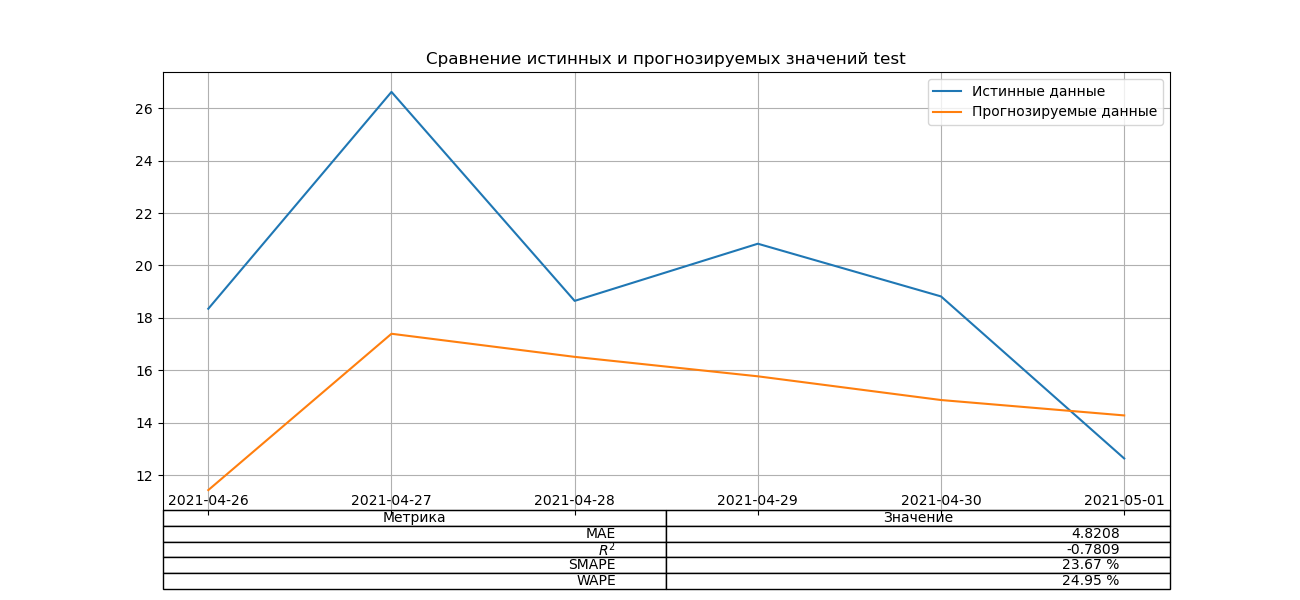 Сравнение истинных и прогнозируемых значений test
Истинные данные
Прогнозируемые данные
26
24
22
20
18
16
14
12
2021-04-26 2021-04-27 2021-04-28 2021-04-29 2021-04-30 2021-05-01
Метрика Значение
MAE 4.8208
R² -0.7809
SMAPE 23.67 %
WAPE 24.95 %